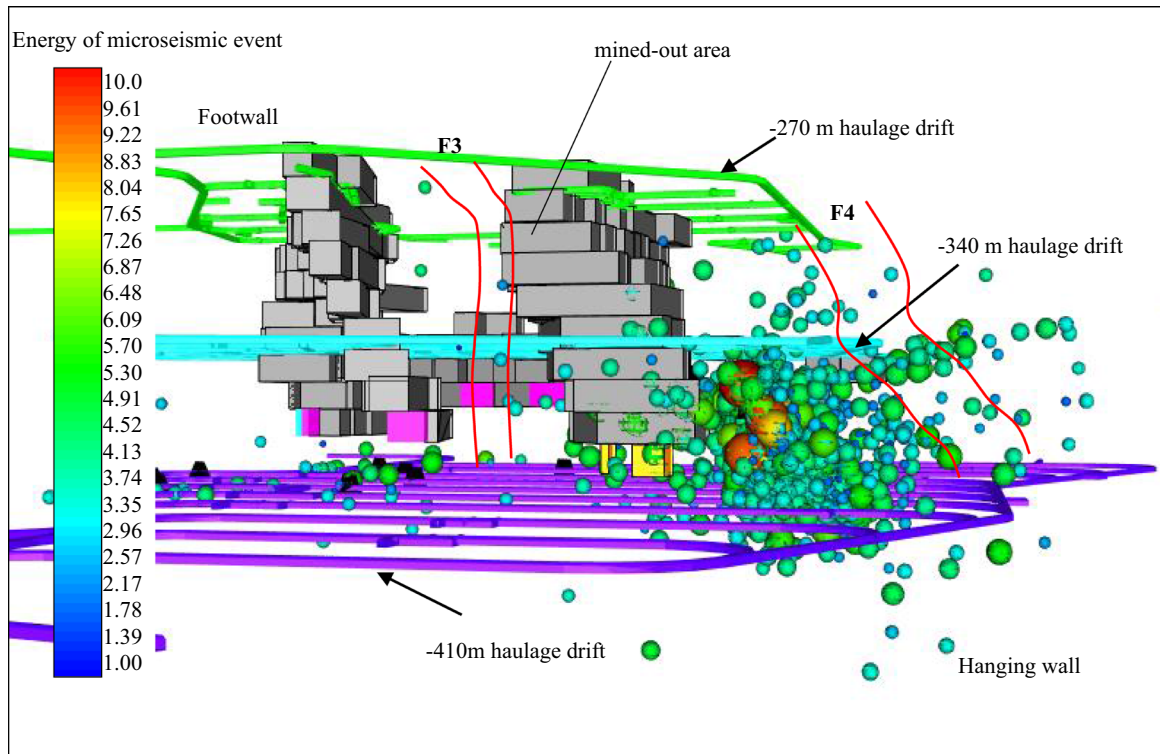 Energy of microseismic event
10.0
9.61
9.22
8.83
8.04
7.65
7.26
6.87
6.48
6.09
5.70
5.30
4.91
4.52
4.13
3.74
3.35
2.96
2.57
2.17
1.78
1.39
1.00
mined-out area
Footwall
F3
-270 m haulage drift
F4
-340 m haulage drift
-410m haulage drift
Hanging wall